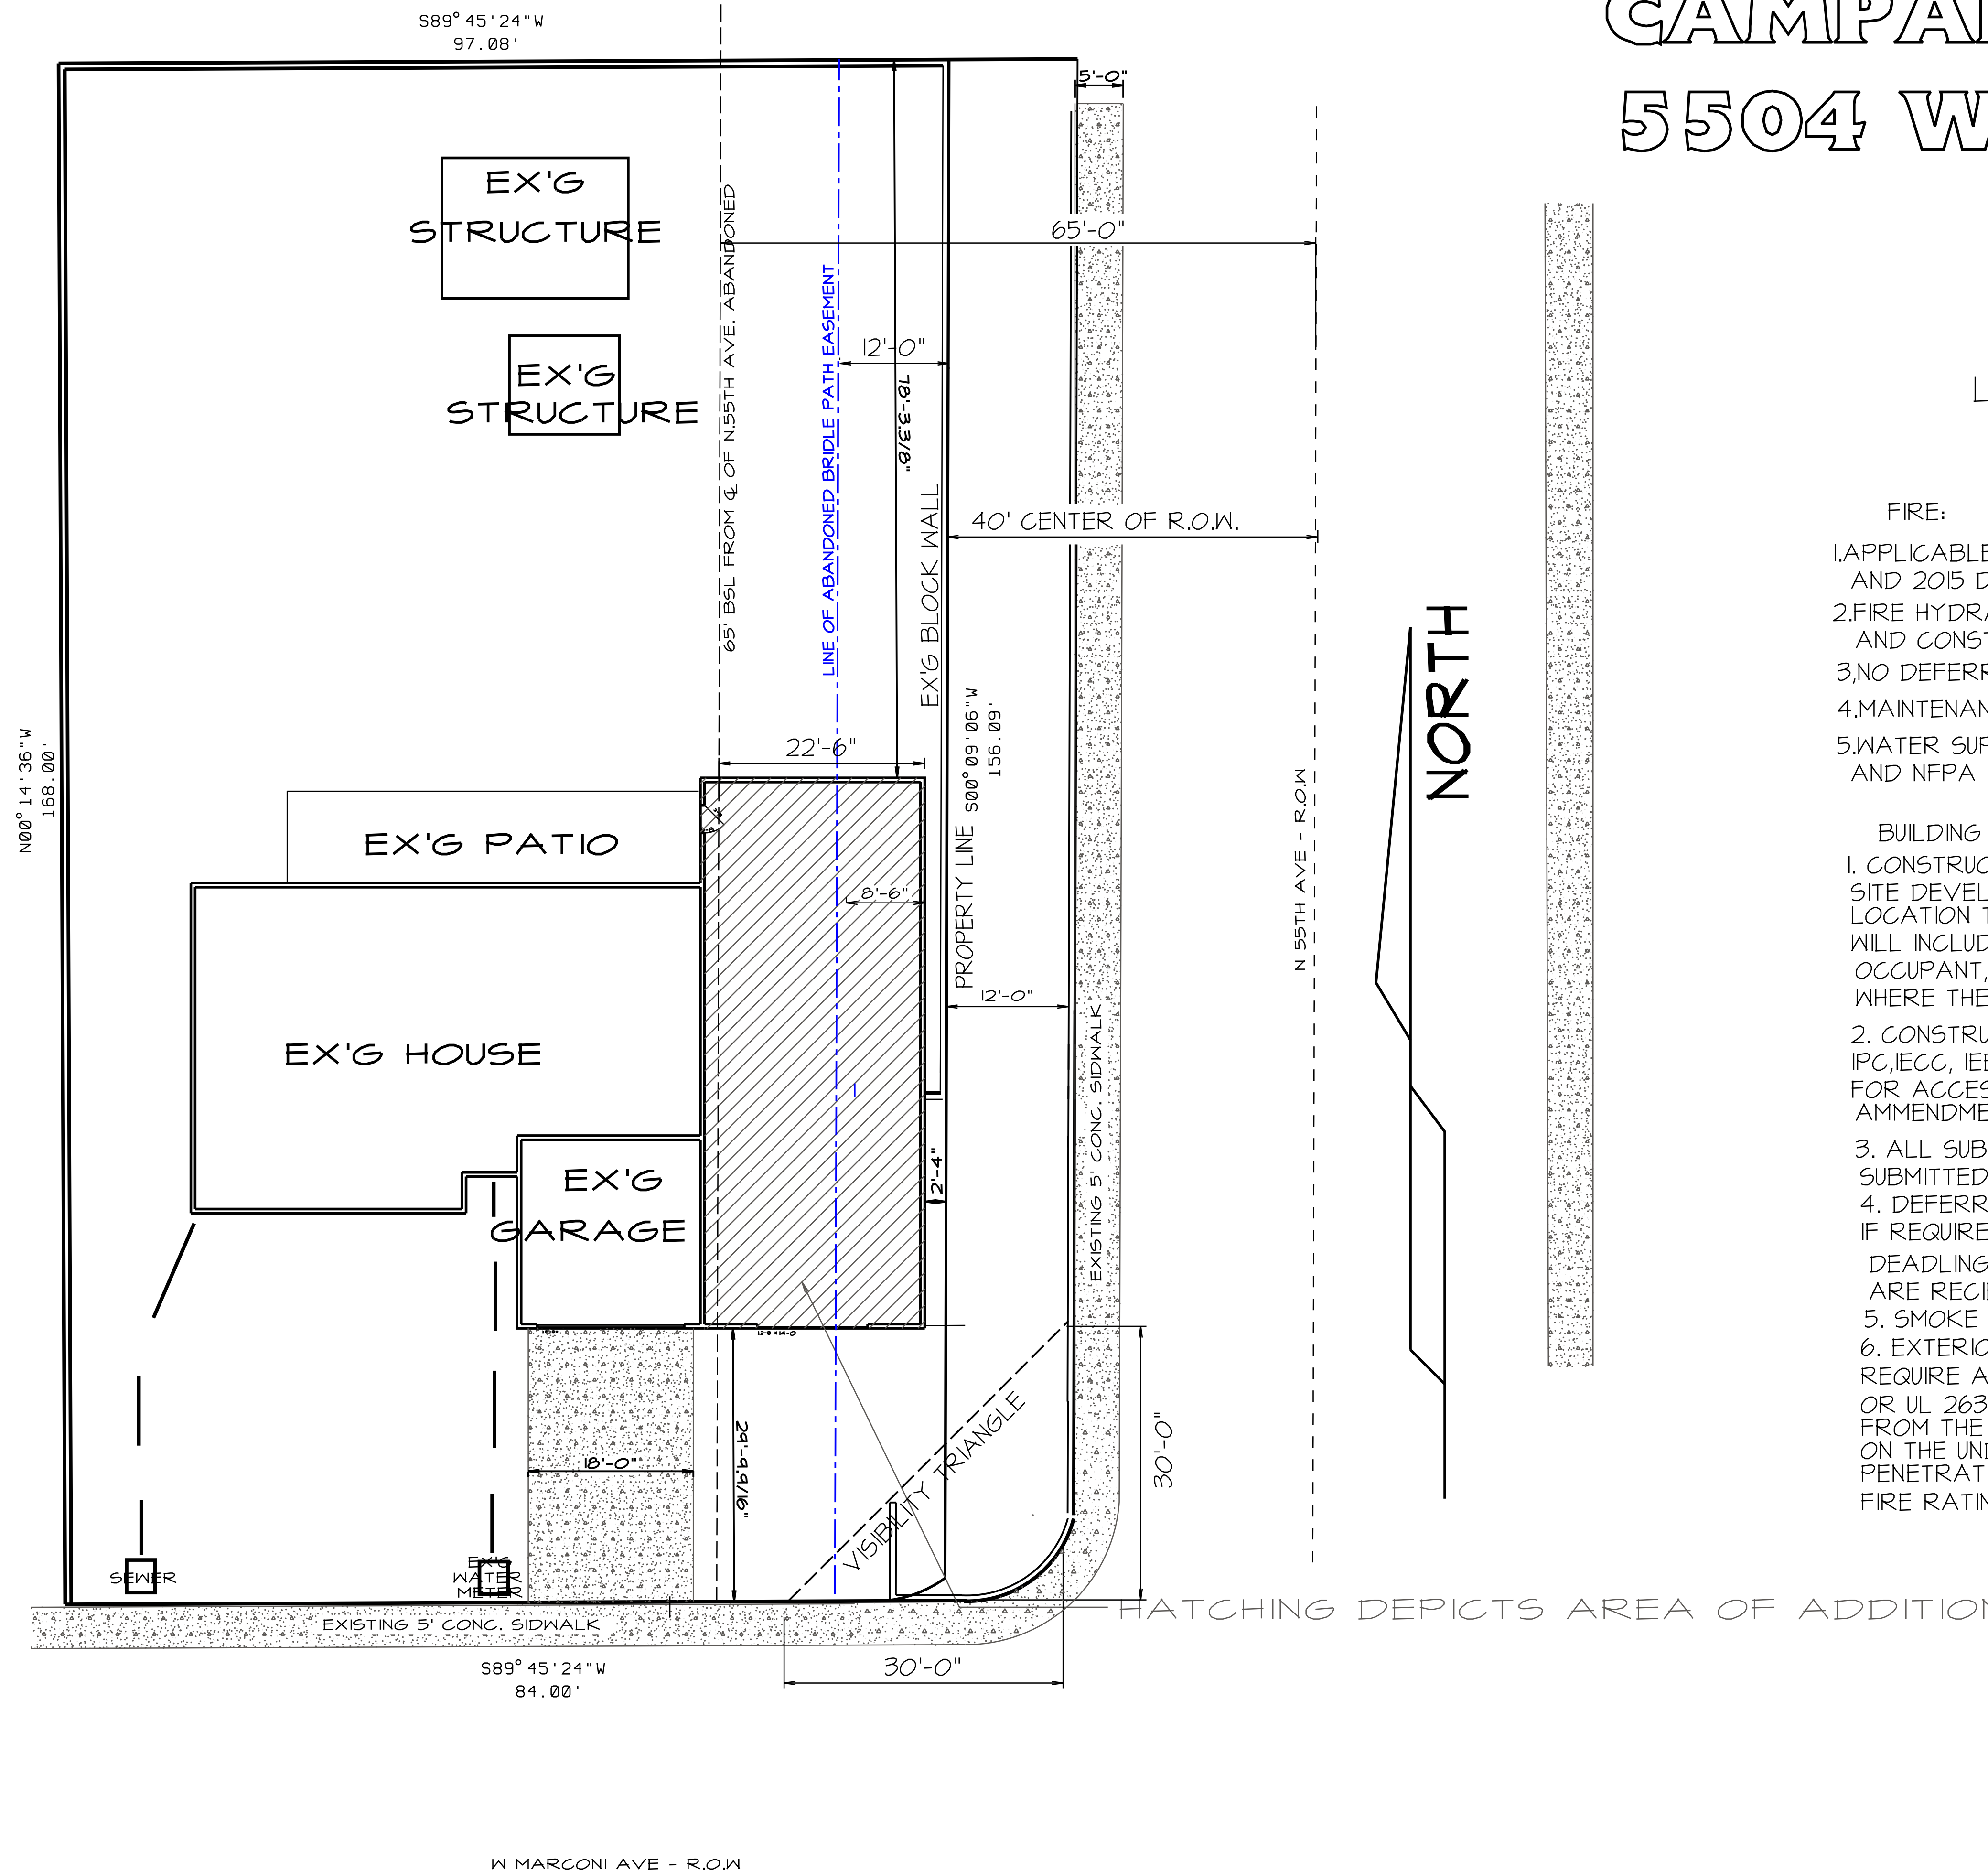 S89°45'24"W
97.08'
CAMPA
5504 W
5'-0"
EX'G
STRUCTURE
65'-0"
65' BSL FROM ℄ OF N.55TH AVE. ABANDONED
LINE OF ABANDONED BRIDLE PATH EASEMENT
12'-0"
78'-3.3/8"
EX'G
STRUCTURE
EX'G BLOCK WALL
40' CENTER OF R.O.W.
L
FIRE:
1.APPLICABLE
AND 2015
2.FIRE HYDRA
AND CONST
3,NO DEFERR
4.MAINTENAN
5.WATER SUF
AND NFPA
NORTH
N00°14'36"W
168.00'
S00°09'06"W
156.09'
PROPERTY LINE
22'-6"
EX'G PATIO
8'-6"
N 55TH AVE - R.O.W
BUILDING
1. CONSTRUC
SITE DEVEL
LOCATION T
WILL INCLUD
OCCUPANT,
WHERE THE
2. CONSTRU
IPC,IECC, IEE
FOR ACCES
AMMENDME
3. ALL SUB
SUBMITTED
4. DEFERR
IF REQUIRE
DEADLING
ARE RECIE
5. SMOKE
6. EXTERIO
REQUIRE A
OR UL 263
FROM THE
ON THE UN
PENETRAT
FIRE RATIN
EX'G HOUSE
12'-0"
EXISTING 5' CONC. SIDWALK
EX'G
GARAGE
2'-4"
12-8 x 14-0
29'-9.9/16"
18'-0"
VISIBILITY TRIANGLE
30'-0"
SEWER
EX'G
WATER
METER
EXISTING 5' CONC. SIDWALK
HATCHING DEPICTS AREA OF ADDITION
S89°45'24"W
84.00'
30'-0"
W MARCONI AVE - R.O.W